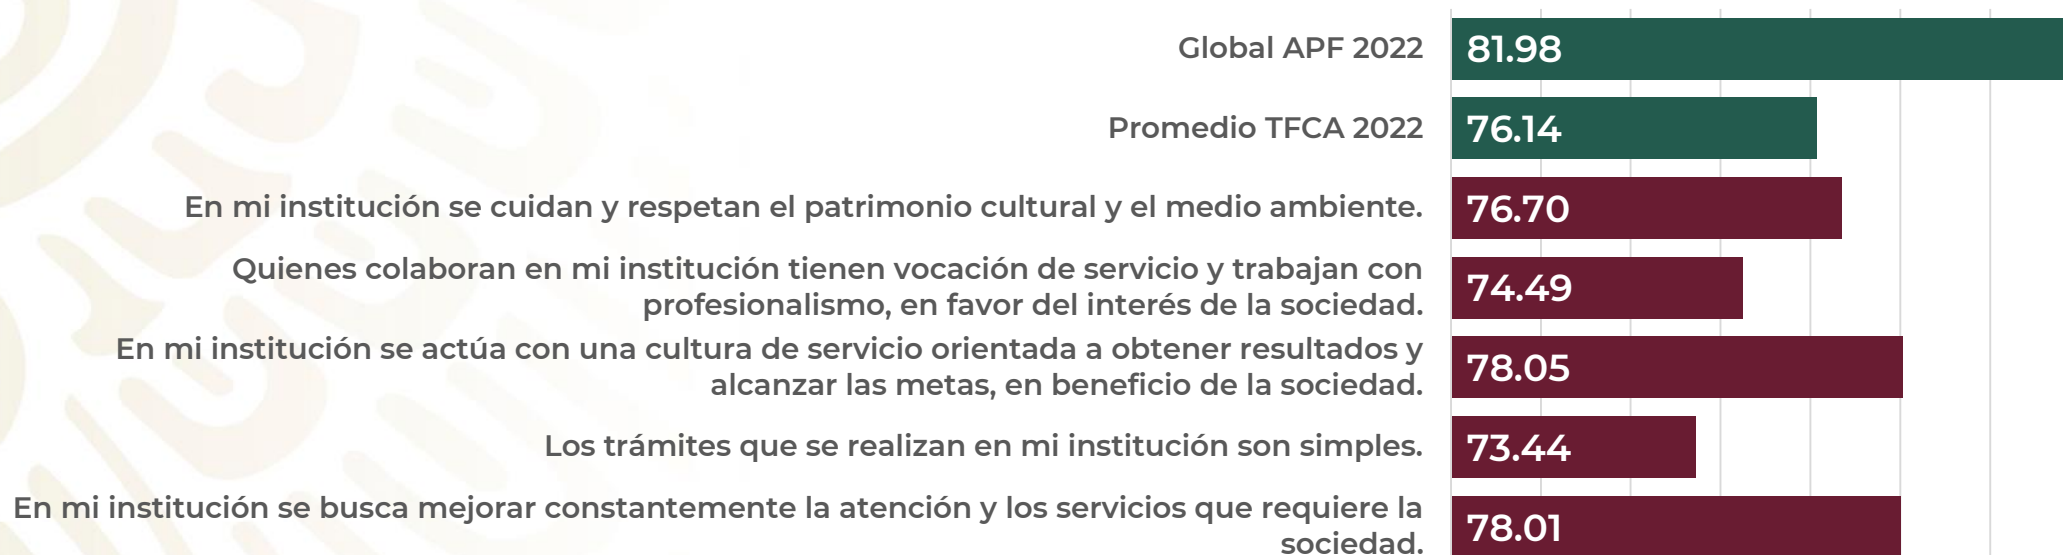 Global APF 2022 81.98
Promedio TFCA 2022 76.14
En mi institución se cuidan y respetan el patrimonio cultural y el medio ambiente. 76.70
Quienes colaboran en mi institución tienen vocación de servicio y trabajan con
profesionalismo, en favor del interés de la sociedad. 74.49
En mi institución se actúa con una cultura de servicio orientada a obtener resultados y
alcanzar las metas, en beneficio de la sociedad. 78.05
Los trámites que se realizan en mi institución son simples. 73.44
En mi institución se busca mejorar constantemente la atención y los servicios que requiere la
sociedad. 78.01